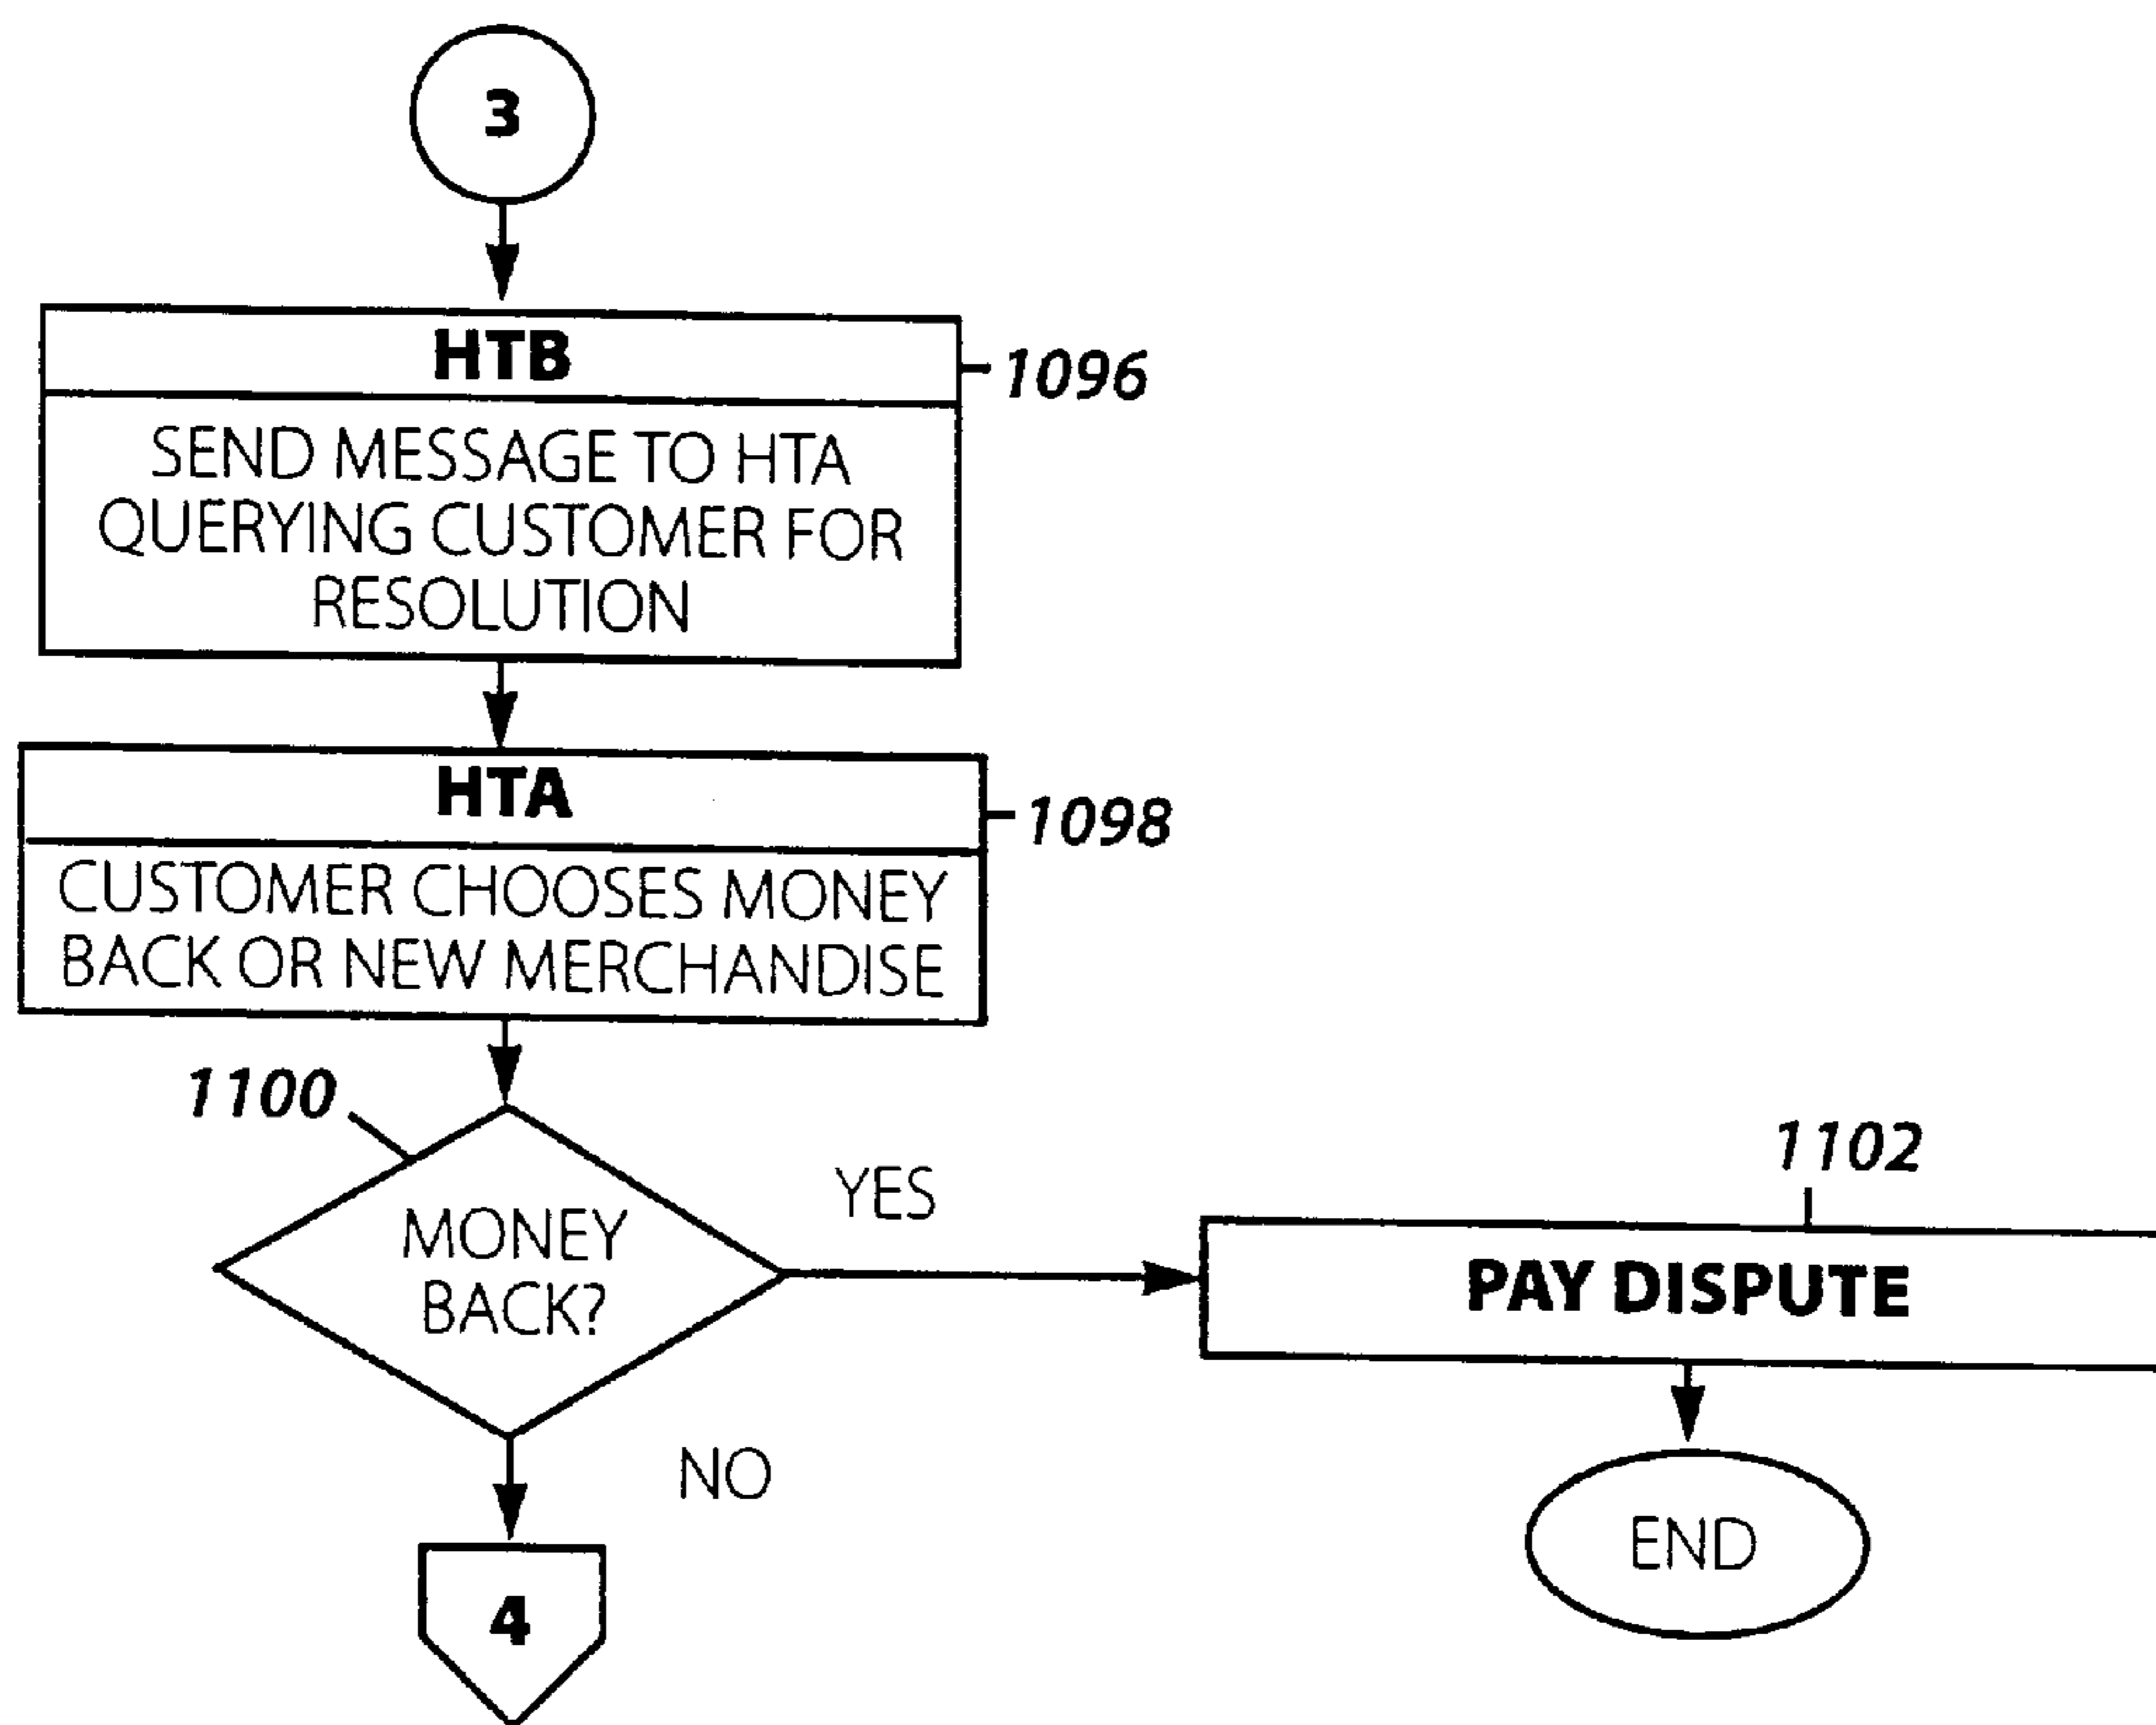 3
HTB
1096
SEND MESSAGE TO HTA
QUERYING CUSTOMER FOR
RESOLUTION
HTA
1098
CUSTOMER CHOOSES MONEY
BACK OR NEW MERCHANDISE
1100
MONEY
BACK?
YES
1102
PAY DISPUTE
NO
END
4